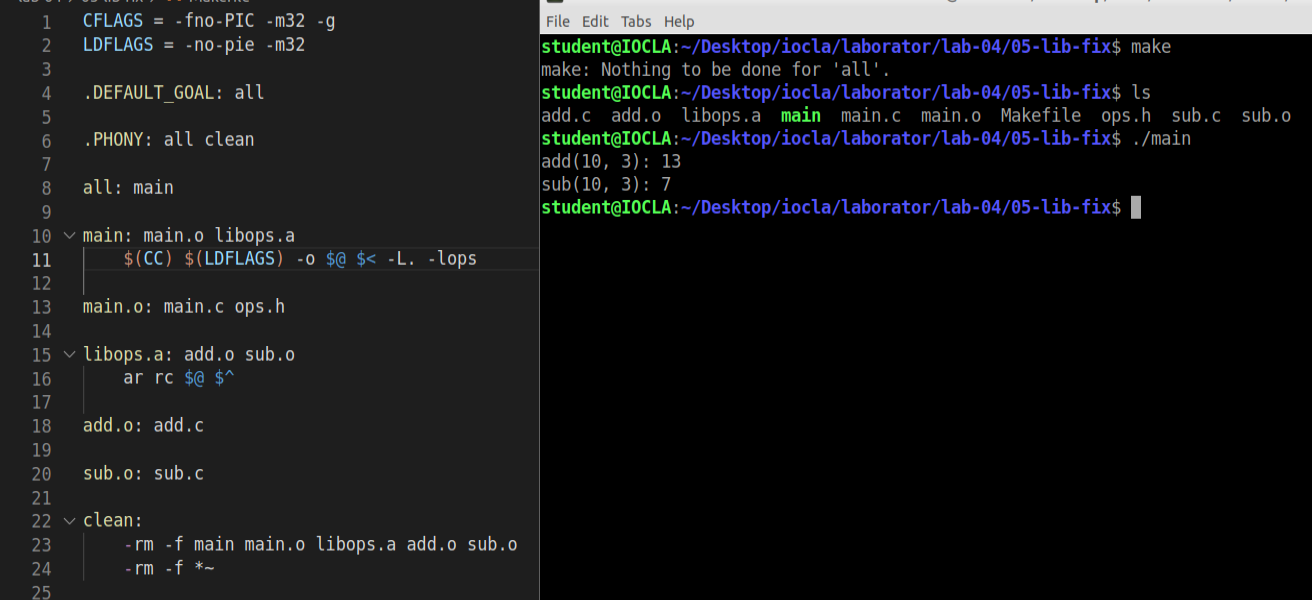 1 CFLAGS = -fno-PIC -m32 -g
2 LDFLAGS = -no-pie -m32
3
4 .DEFAULT_GOAL: all
5
6 .PHONY: all clean
7
8 all: main
9
10 main: main.o libops.a
11 $(CC) $(LDFLAGS) -o $@ $< -L. -lops
12
13 main.o: main.c ops.h
14
15 libops.a: add.o sub.o
16 ar rc $@ $^
17
18 add.o: add.c
19
20 sub.o: sub.c
21
22 clean:
23 -rm -f main main.o libops.a add.o sub.o
24 -rm -f *~
25
File Edit Tabs Help
student@IOCLA:~/Desktop/iocla/laborator/lab-04/05-lib-fix$ make
make: Nothing to be done for 'all'.
student@IOCLA:~/Desktop/iocla/laborator/lab-04/05-lib-fix$ ls
add.c add.o libops.a main main.c main.o Makefile ops.h sub.c sub.o
student@IOCLA:~/Desktop/iocla/laborator/lab-04/05-lib-fix$ ./main
add(10, 3): 13
sub(10, 3): 7
student@IOCLA:~/Desktop/iocla/laborator/lab-04/05-lib-fix$